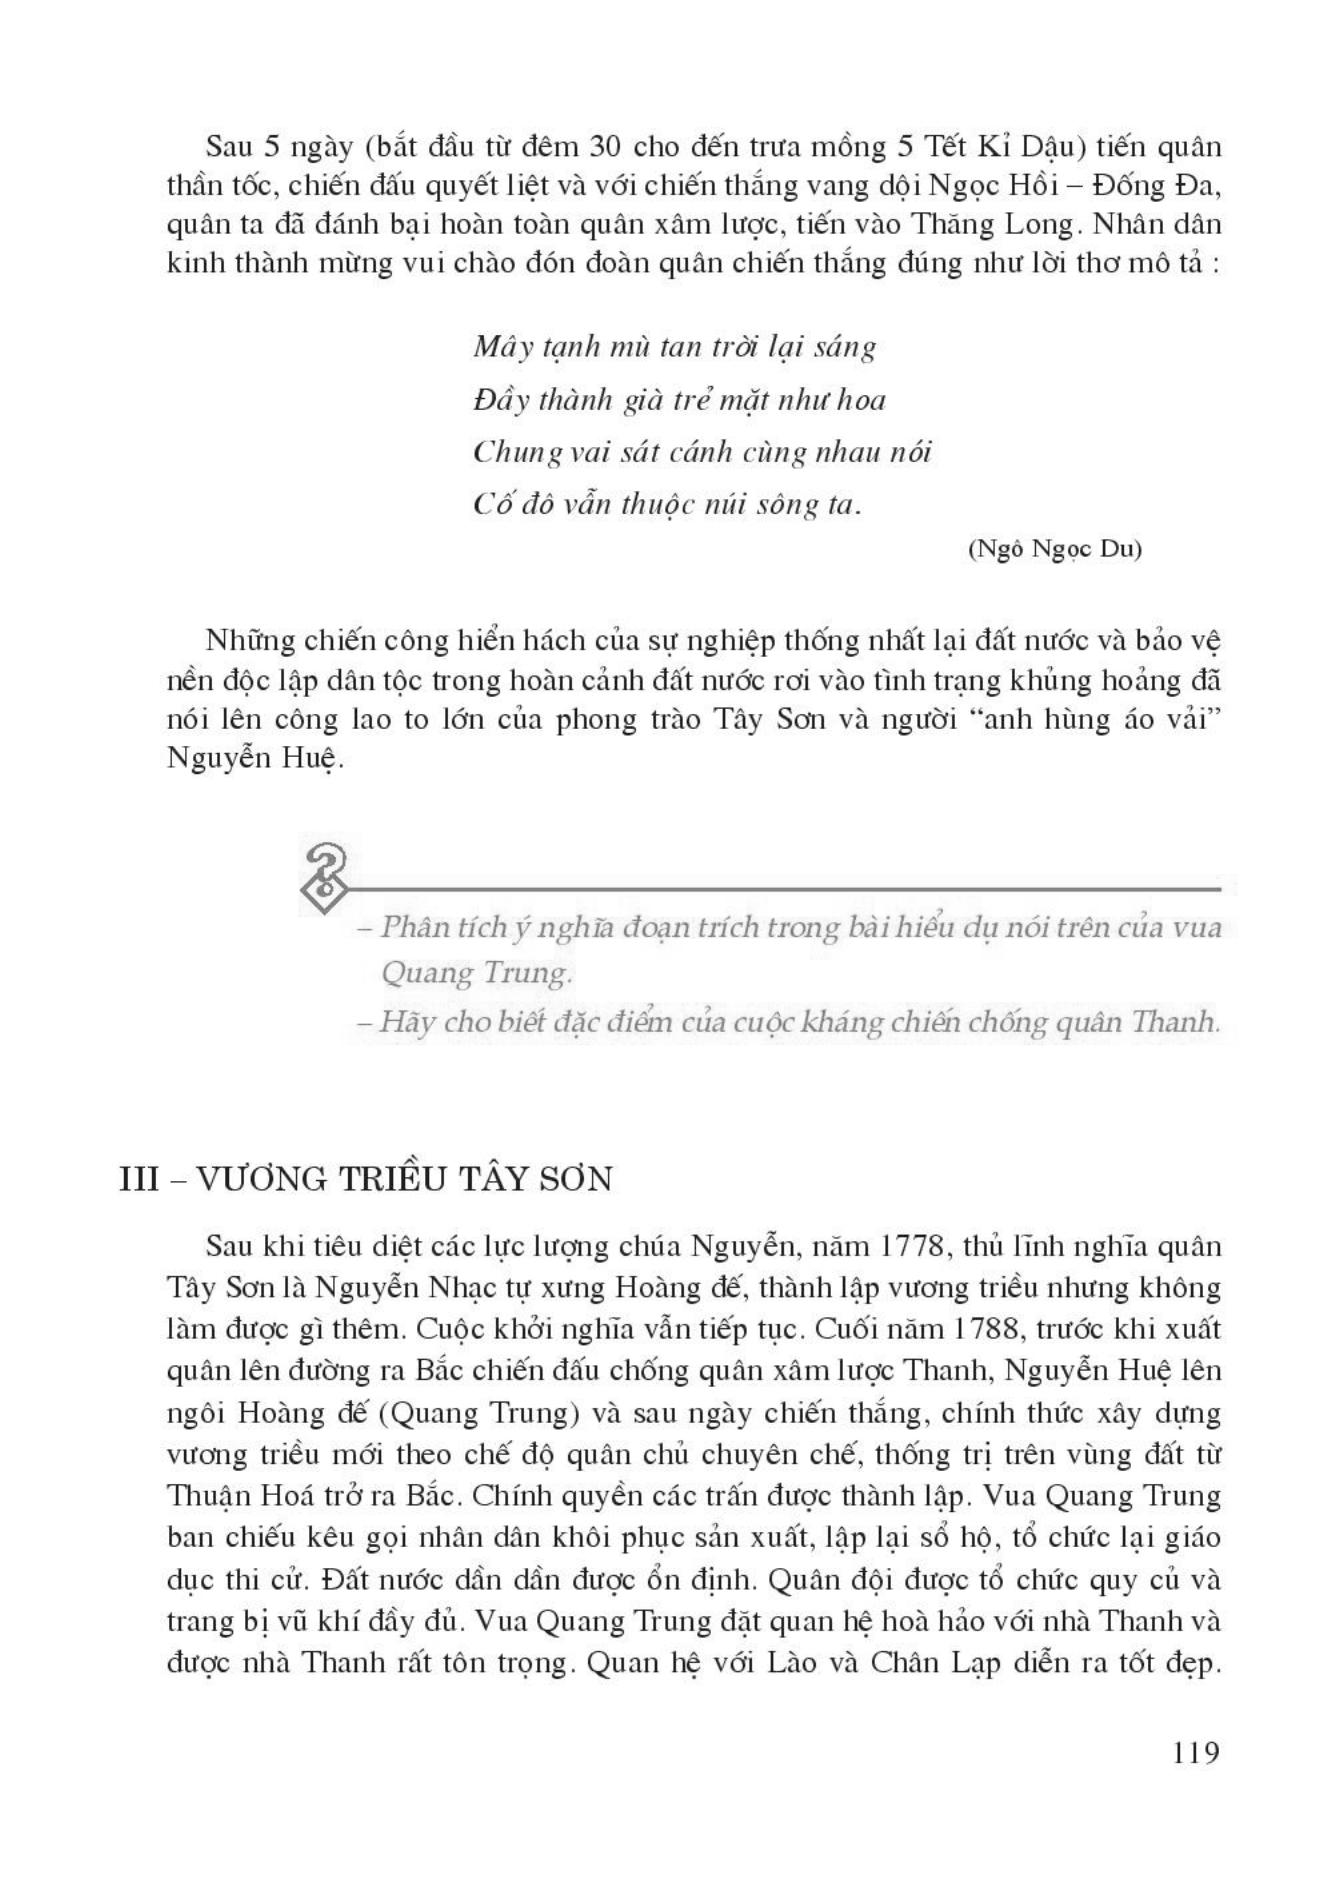 Sau 5 ngày (bắt đầu từ đêm 30 cho đến trưa mồng 5 Tết Kỉ Dậu) tiến quân
thần tốc, chiến đấu quyết liệt và với chiến thắng vang dội Ngọc Hồi – Đống Đa,
quân ta đã đánh bại hoàn toàn quân xâm lược, tiến vào Thăng Long. Nhân dân
kinh thành mừng vui chào đón đoàn quân chiến thắng đúng như lời thơ mô tả :
Mây tạnh mù tan trời lại sáng
Đầy thành già trẻ mặt như hoa
Chung vai sát cánh cùng nhau nói
Cố đô vẫn thuộc núi sông ta.
(Ngô Ngọc Du)
Những chiến công hiển hách của sự nghiệp thống nhất lại đất nước và bảo vệ
nền độc lập dân tộc trong hoàn cảnh đất nước rơi vào tình trạng khủng hoảng đã
nói lên công lao to lớn của phong trào Tây Sơn và người “anh hùng áo vải”
Nguyễn Huệ.
?
– Phân tích ý nghĩa đoạn trích trong bài hiểu dụ nói trên của vua
Quang Trung.
– Hãy cho biết đặc điểm của cuộc kháng chiến chống quân Thanh.
III – VƯƠNG TRIỀU TÂY SƠN
Sau khi tiêu diệt các lực lượng chúa Nguyễn, năm 1778, thủ lĩnh nghĩa quân
Tây Sơn là Nguyễn Nhạc tự xưng Hoàng đế, thành lập vương triều nhưng không
làm được gì thêm. Cuộc khởi nghĩa vẫn tiếp tục. Cuối năm 1788, trước khi xuất
quân lên đường ra Bắc chiến đấu chống quân xâm lược Thanh, Nguyễn Huệ lên
ngôi Hoàng đế (Quang Trung) và sau ngày chiến thắng, chính thức xây dựng
vương triều mới theo chế độ quân chủ chuyên chế, thống trị trên vùng đất từ
Thuận Hoá trở ra Bắc. Chính quyền các trấn được thành lập. Vua Quang Trung
ban chiếu kêu gọi nhân dân khôi phục sản xuất, lập lại sổ hộ, tổ chức lại giáo
dục thi cử. Đất nước dần dần được ổn định. Quân đội được tổ chức quy củ và
trang bị vũ khí đầy đủ. Vua Quang Trung đặt quan hệ hoà hảo với nhà Thanh và
được nhà Thanh rất tôn trọng. Quan hệ với Lào và Chân Lạp diễn ra tốt đẹp.
119